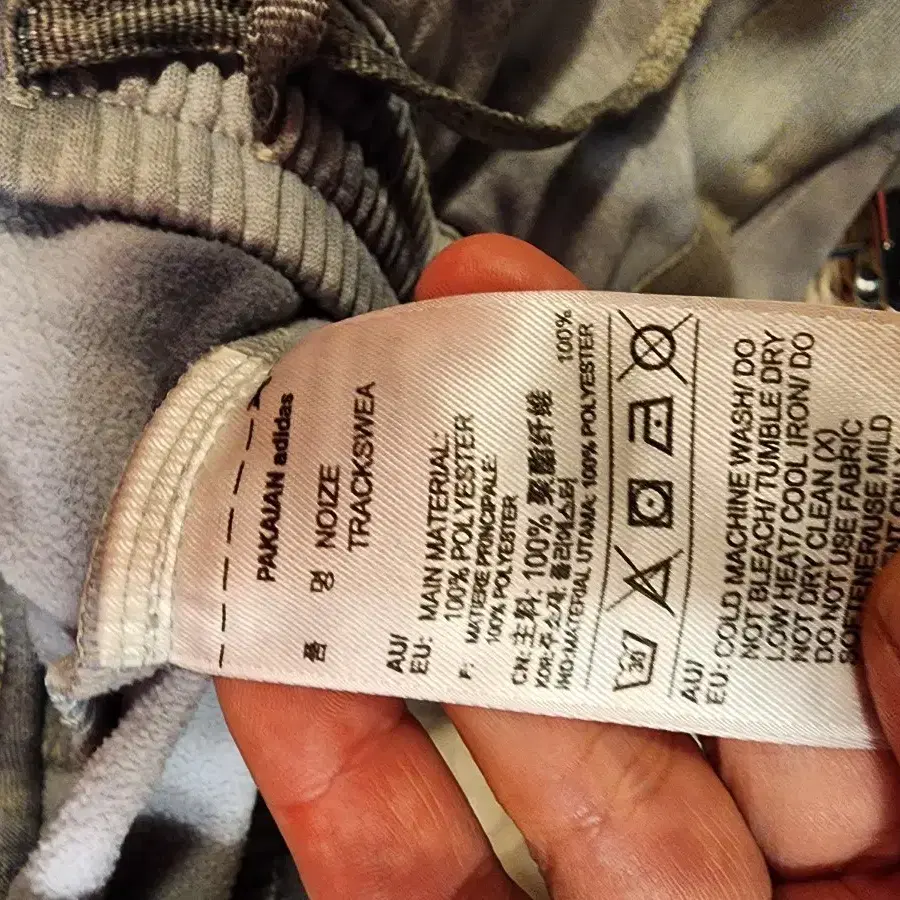 PAKAIAN adidas
품 명 NOIZE
TRACKSWEA
AU/
EU: MAIN MATERIAL:
100% POLYESTER
F: MATIERE PRINCIPALE:
100% POLYESTER
CN: 主料: 100% 聚酯纤维
KOR: 주소재: 폴리에스터 100%
IND: MATERIAL UTAMA: 100% POLYESTER
30
AU/
EU: COLD MACHINE WASH/ DO
NOT BLEACH/ TUMBLE DRY
LOW HEAT/ COOL IRON/ DO
NOT DRY CLEAN (X)
DO NOT USE FABRIC
SOFTENER/USE MILD
ONLY